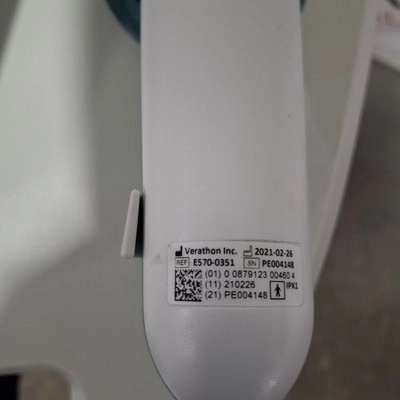 Verathon Inc. 2021-02-26
REF E570-0351 SN PE004148
(01) 0 0879123 00460 4
(11) 210226 IPX1
(21) PE004148